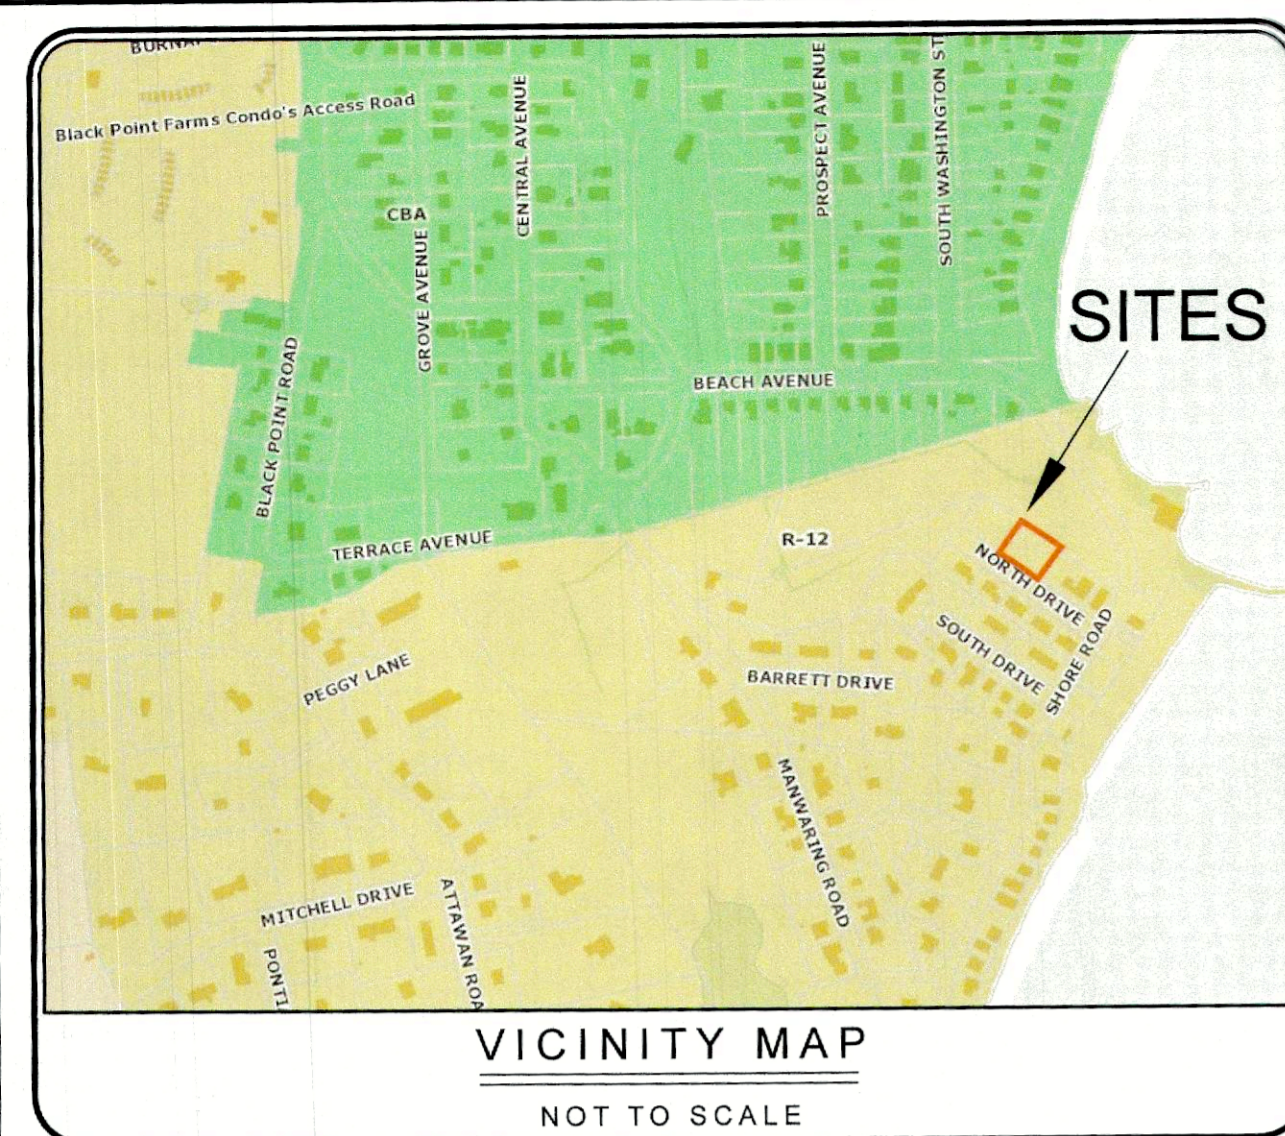 Black Point Farms Condo's Access Road
CENTRAL AVENUE
PROSPECT AVENUE
SOUTH WASHINGTON ST
CBA
GROVE AVENUE
SITES
BLACK POINT ROAD
BEACH AVENUE
TERRACE AVENUE
R-12
NORTH DRIVE
SOUTH DRIVE
SHORE ROAD
PEGGY LANE
BARRETT DRIVE
MANWARING ROAD
MITCHELL DRIVE
ATTAWAN ROA
PONTI
VICINITY MAP
NOT TO SCALE